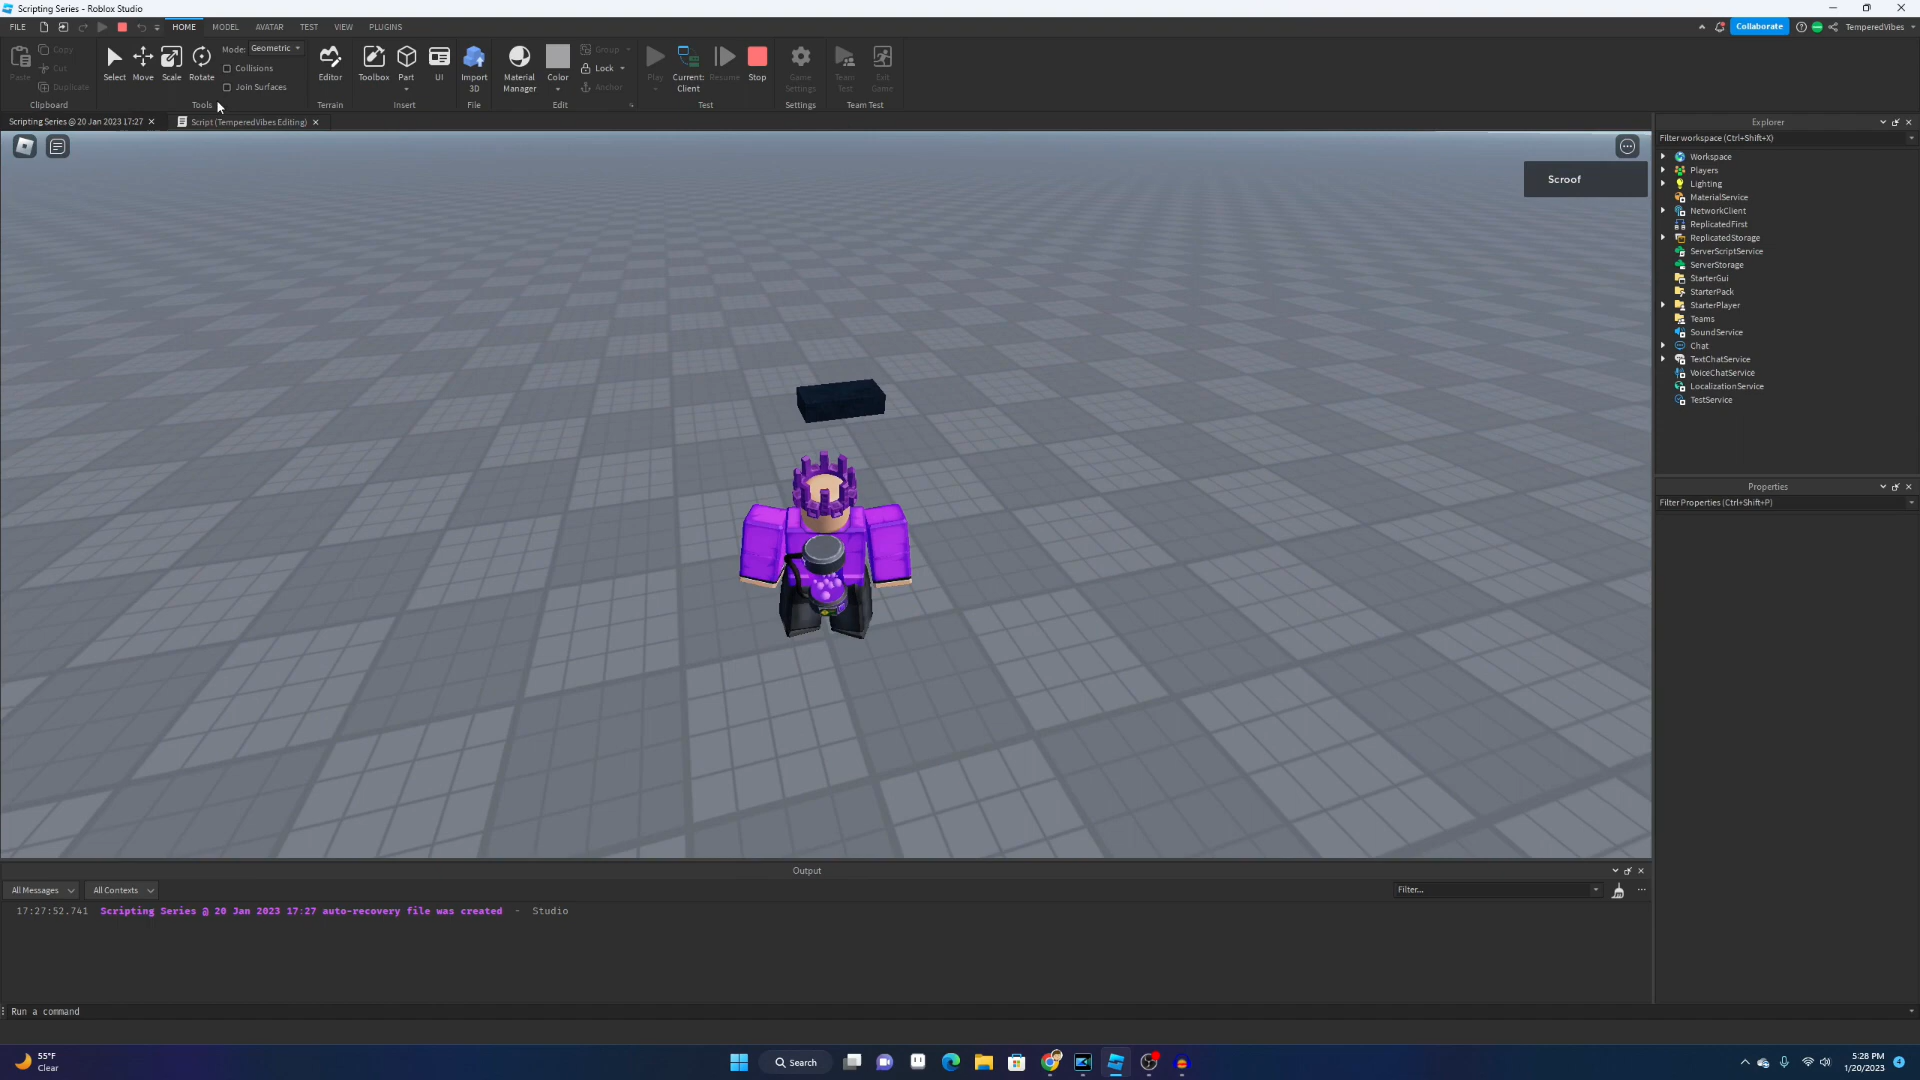 Scripting Series - Roblox Studio
FILE HOME MODEL AVATAR TEST VIEW PLUGINS
Collaborate TemperedVibes
Paste Copy Cut Duplicate
Select Move Scale Rotate
Mode: Geometric
Collisions
Join Surfaces
Editor
Toolbox Part UI
Import 3D
Material Manager Color
Group
Lock
Anchor
Play Current: Client Resume Stop
Game Settings
Team Test
Exit Game
Clipboard Tools Terrain Insert File Edit Test Settings Team Test
Scripting Series @ 20 Jan 2023 17:27 Script (TemperedVibes Editing)
Scroof
Explorer
Filter workspace (Ctrl+Shift+X)
Workspace
Players
Lighting
MaterialService
NetworkClient
ReplicatedFirst
ReplicatedStorage
ServerScriptService
ServerStorage
StarterGui
StarterPack
StarterPlayer
Teams
SoundService
Chat
TextChatService
VoiceChatService
LocalizationService
TestService
Properties
Filter Properties (Ctrl+Shift+P)
Output
All Messages All Contexts Filter...
17:27:52.741 Scripting Series @ 20 Jan 2023 17:27 auto-recovery file was created - Studio
Run a command
55°F
Clear
Search
5:28 PM
1/20/2023
4